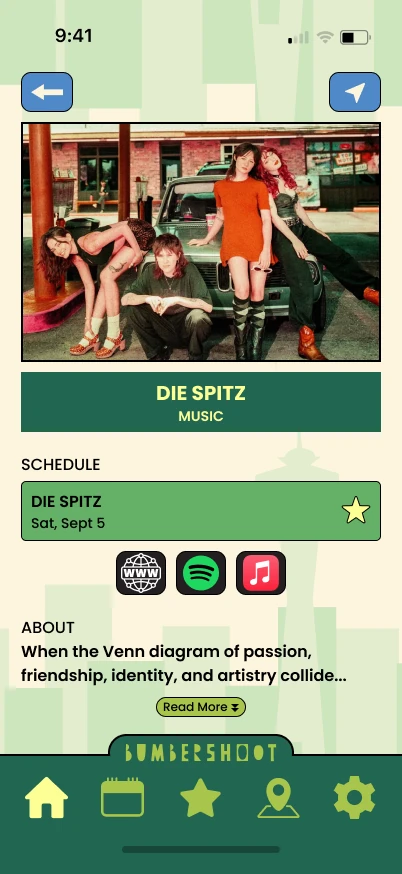 9:41
DIE SPITZ
MUSIC
SCHEDULE
DIE SPITZ
Sat, Sept 5
WWW
ABOUT
When the Venn diagram of passion,
friendship, identity, and artistry collide...
Read More
BUMBERSHOOT